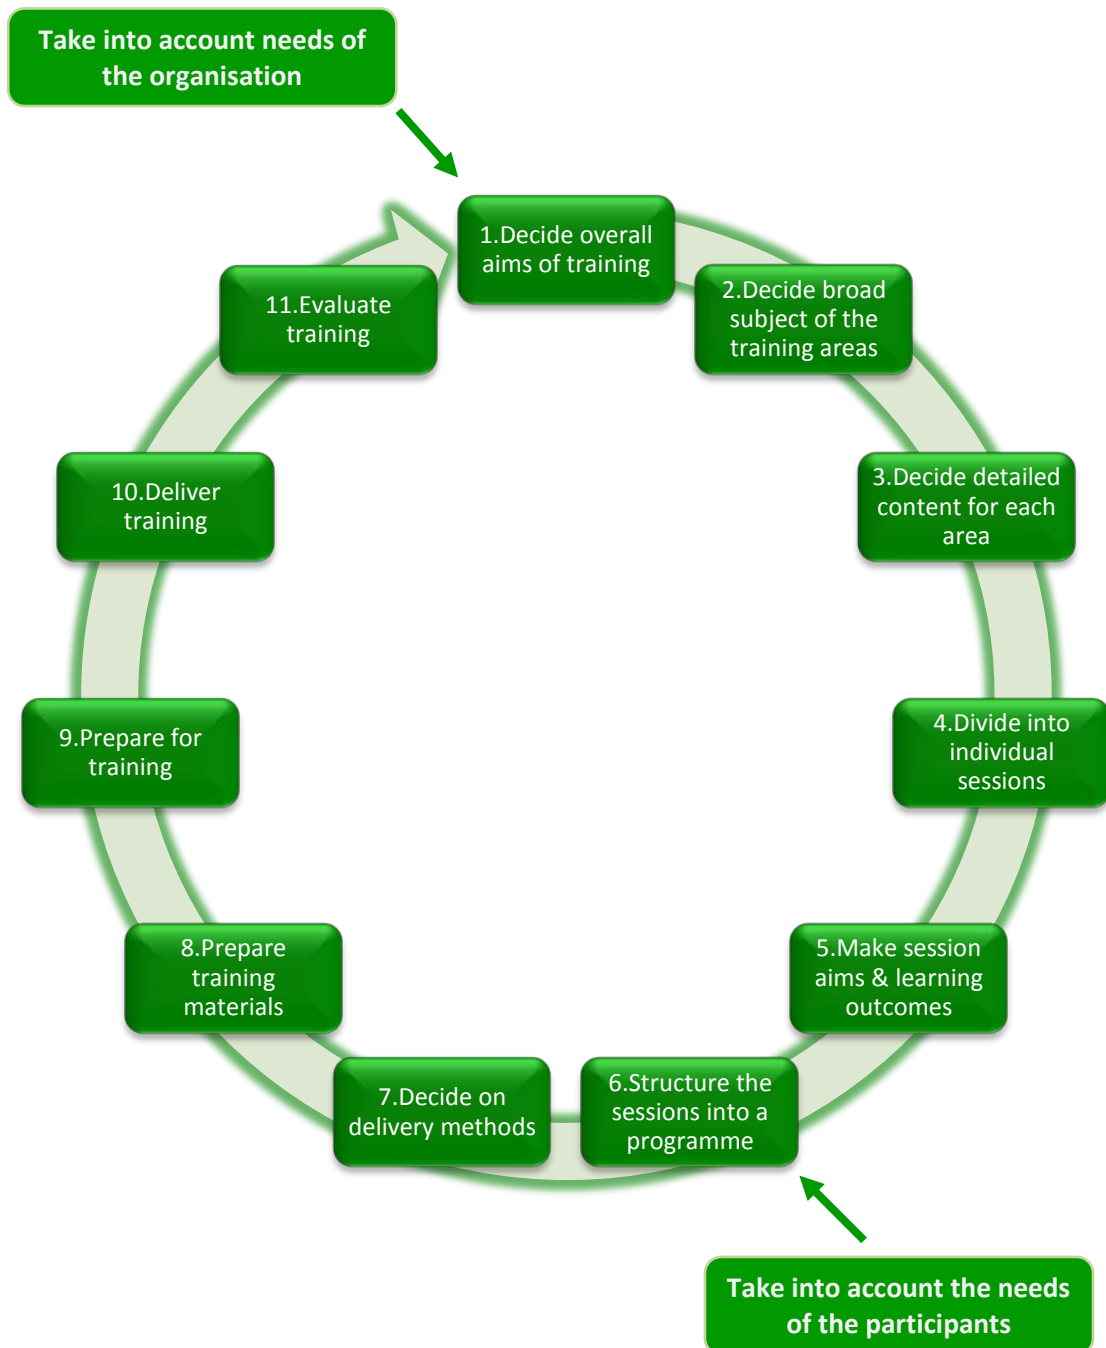 Take into account needs of
the organisation
1.Decide overall
aims of training
2.Decide broad
subject of the
training areas
3.Decide detailed
content for each
area
4.Divide into
individual
sessions
5.Make session
aims & learning
outcomes
6.Structure the
sessions into a
programme
7.Decide on
delivery methods
8.Prepare
training
materials
9.Prepare for
training
10.Deliver
training
11.Evaluate
training
Take into account the needs
of the participants